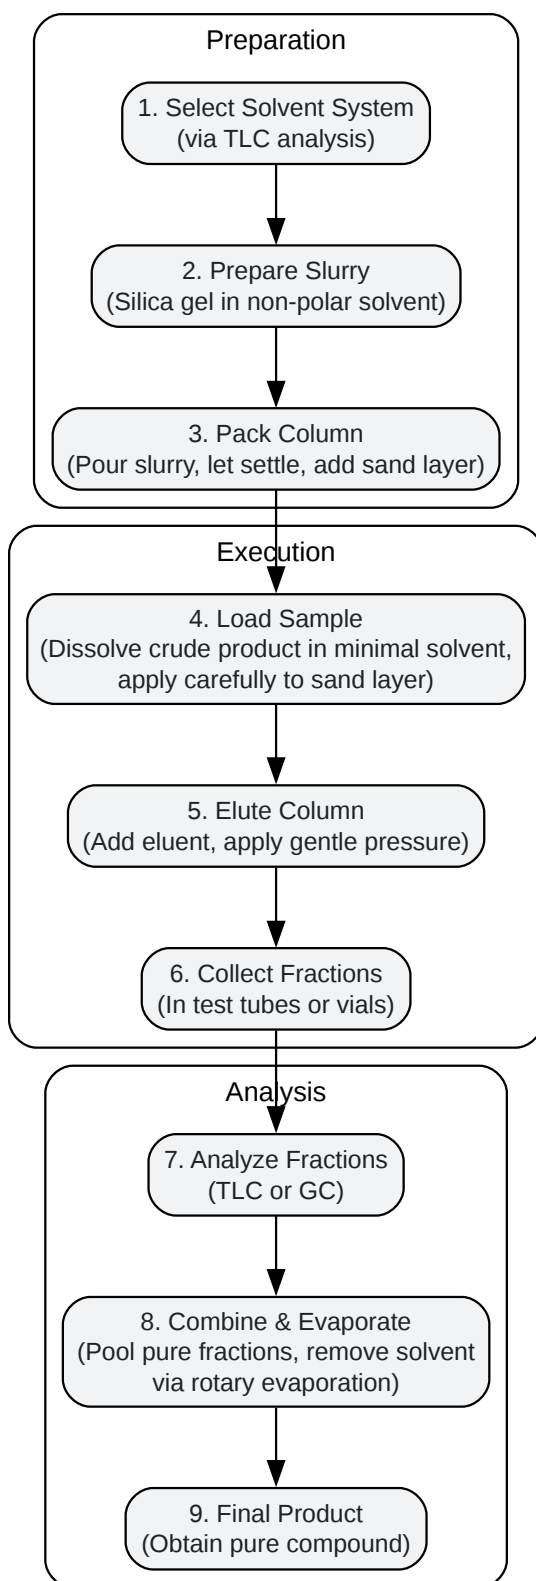 Preparation
1. Select Solvent System
(via TLC analysis)
2. Prepare Slurry
(Silica gel in non-polar solvent)
3. Pack Column
(Pour slurry, let settle, add sand layer)
Execution
4. Load Sample
(Dissolve crude product in minimal solvent,
apply carefully to sand layer)
5. Elute Column
(Add eluent, apply gentle pressure)
6. Collect Fractions
(In test tubes or vials)
Analysis
7. Analyze Fractions
(TLC or GC)
8. Combine & Evaporate
(Pool pure fractions, remove solvent
via rotary evaporation)
9. Final Product
(Obtain pure compound)